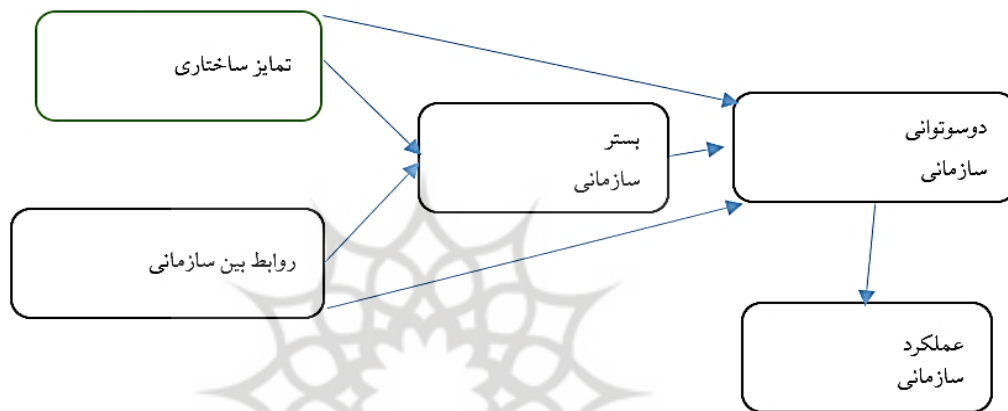 تمایز ساختاری
بستر
سازمانی
دوسوتوانی
سازمانی
روابط بین سازمانی
عملکرد
سازمانی